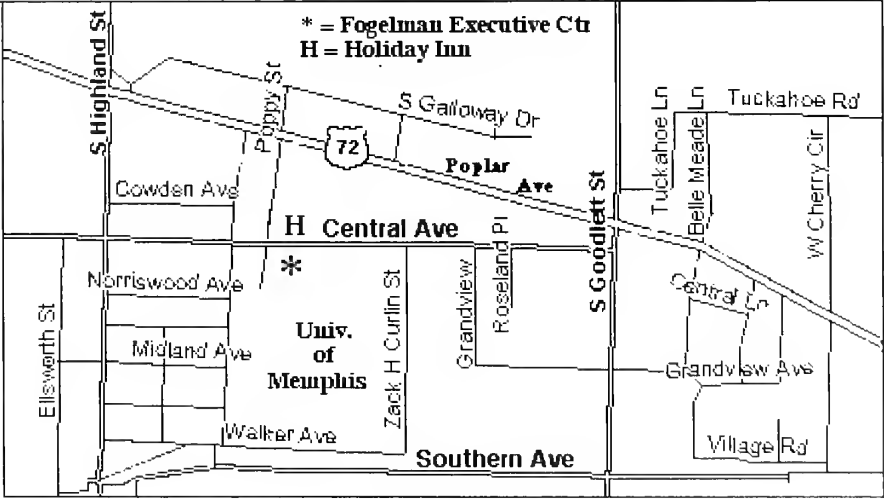 * = Fogelman Executive Ctr
H = Holiday Inn
S Highland St
Poppy St
S Galloway Dr
72
Poplar
Ave
Tuckahoe Ln
Belle Meade Ln
Tuckahoe Rd
W Cherry Cir
Cowden Ave
H
Central Ave
S Goodlett St
Roseland Pl
*
Norriswood Ave
Central Ln
Ellsworth St
Midland Ave
Univ.
of
Memphis
Zack H Curlin St
Grandview
Grandview Ave
Walker Ave
Village Rd
Southern Ave